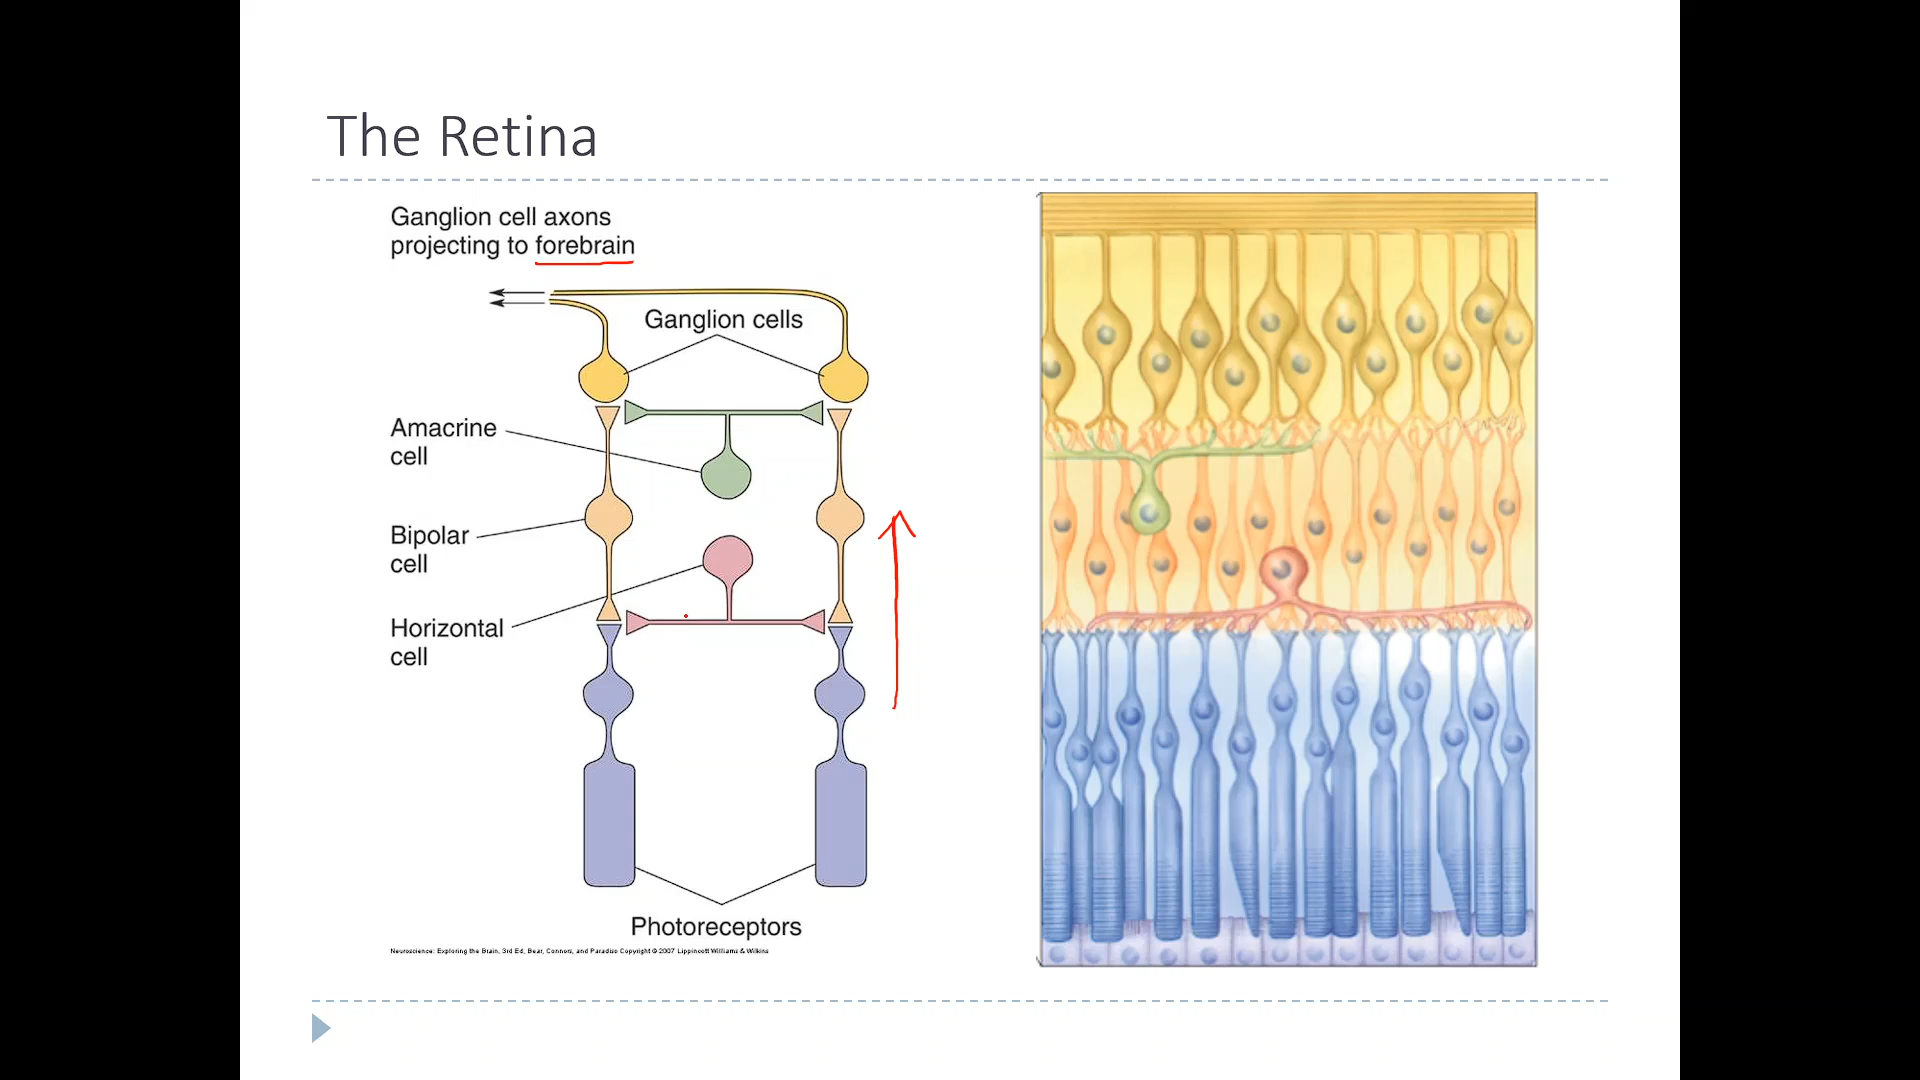 The Retina
Ganglion cell axons
projecting to forebrain
Ganglion cells
Amacrine
cell
Bipolar
cell
Horizontal
cell
Photoreceptors
Neuroscience: Exploring the Brain, 3rd Ed, Bear, Connors, and Paradiso Copyright © 2007 Lippincott Williams & Wilkins